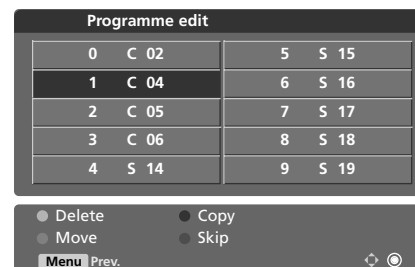 Programme edit
0 C 02 5 S 15
1 C 04 6 S 16
2 C 05 7 S 17
3 C 06 8 S 18
4 S 14 9 S 19
Delete Copy
Move Skip
Menu Prev.